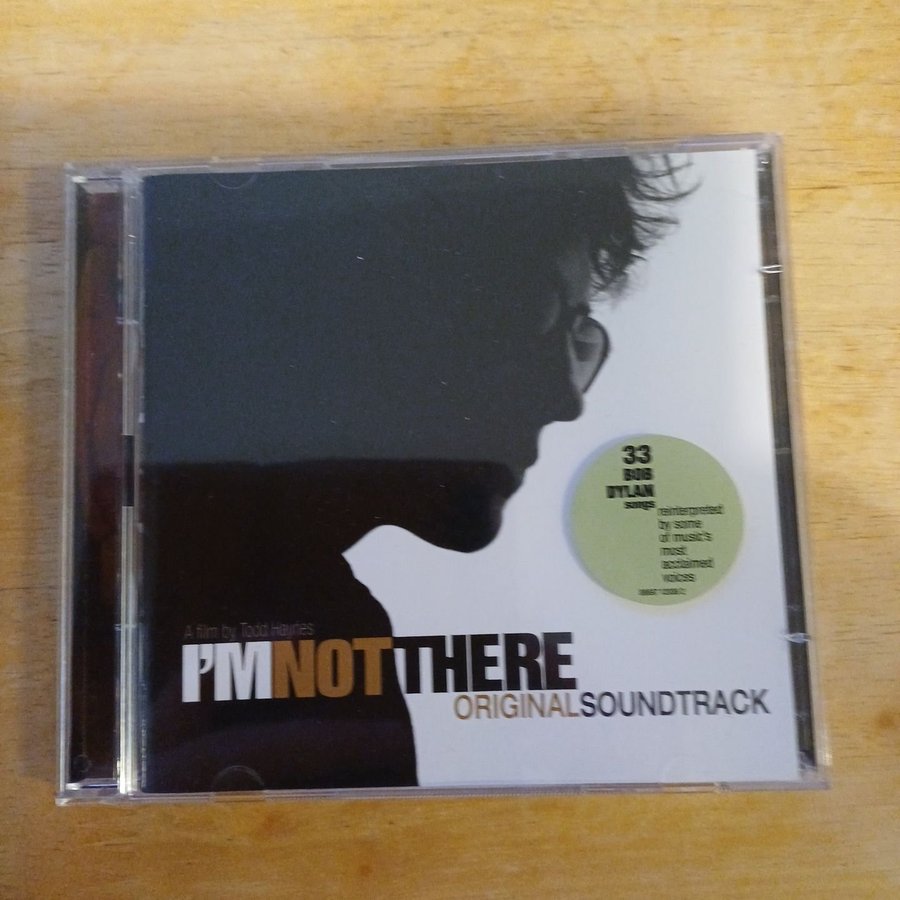 33
BOB
DYLAN
songs
reinterpreted
by some
of music's
most
acclaimed
voices
A film by Todd Haynes
I'M NOT THERE
ORIGINAL SOUNDTRACK